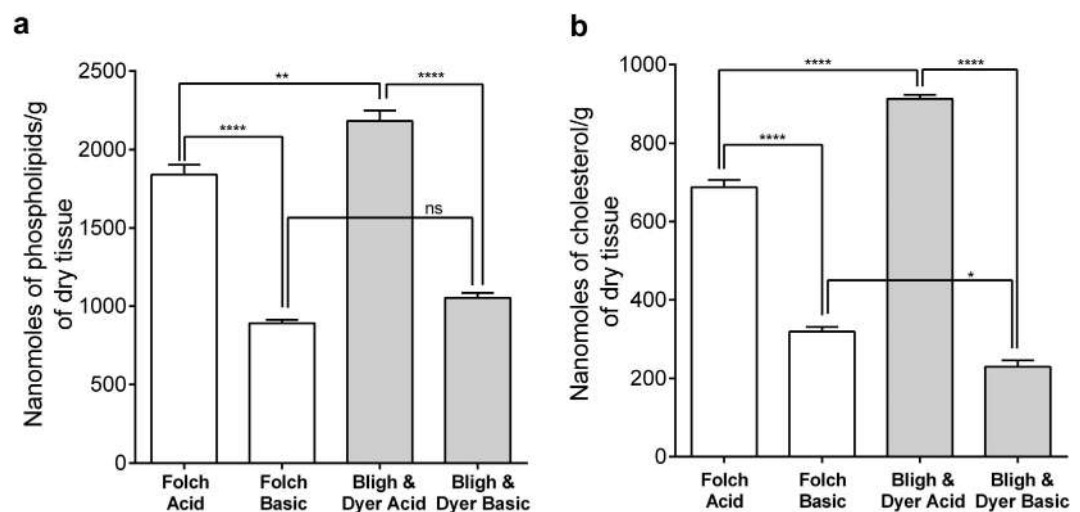 a
Nanomoles of phospholipids/g
of dry tissue
2500
2000
1500
1000
500
0
**
****
****
ns
Folch
Acid
Folch
Basic
Bligh &
Dyer Acid
Bligh &
Dyer Basic
b
Nanomoles of cholesterol/g
of dry tissue
1000
800
600
400
200
0
****
****
****
*
Folch
Acid
Folch
Basic
Bligh &
Dyer Acid
Bligh &
Dyer Basic